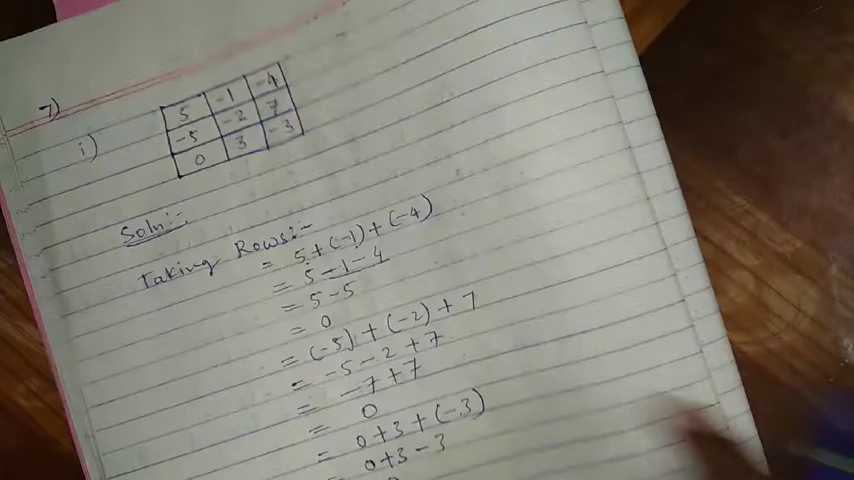 7)
i)
5 -1 -4
-5 -2 7
0 3 -3
Soln:-
Taking Rows:-
= 5+(-1)+(-4)
= 5-1-4
= 5-5
= 0
= (-5)+(-2)+7
= -5-2+7
= -7+7
= 0
= 0+3+(-3)
= 0+3-3